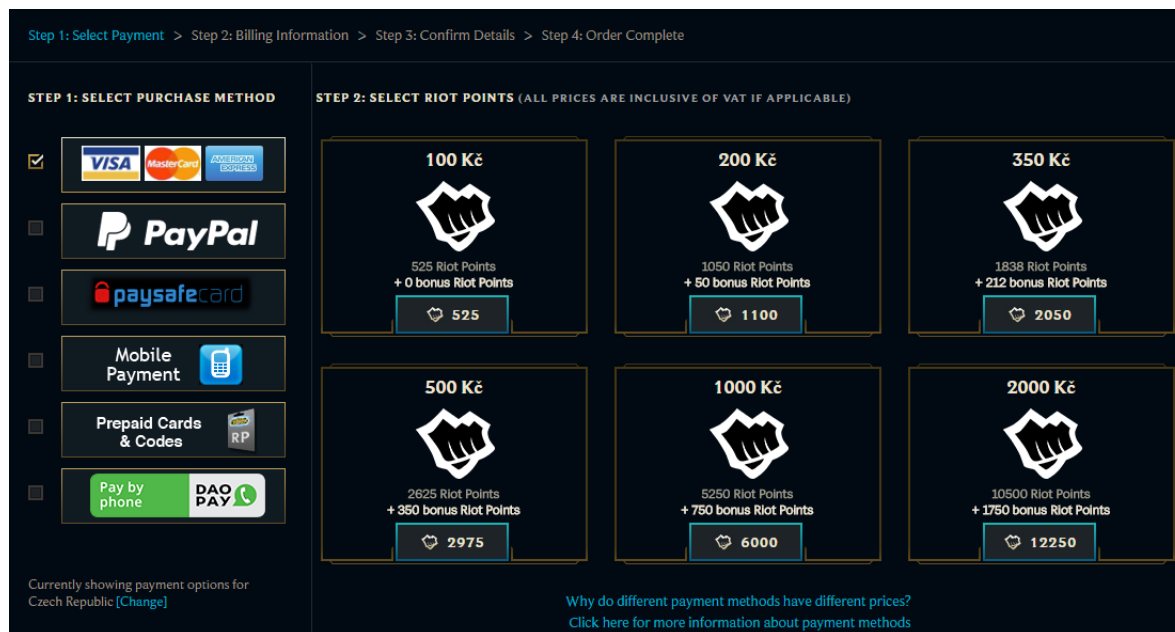 Step 1: Select Payment > Step 2: Billing Information > Step 3: Confirm Details > Step 4: Order Complete
STEP 1: SELECT PURCHASE METHOD
VISA MasterCard AMERICAN EXPRESS
PayPal
paysafecard
Mobile
Payment
Prepaid Cards
& Codes
RP
Pay by
phone
DAO
PAY
Currently showing payment options for
Czech Republic [Change]
STEP 2: SELECT RIOT POINTS (ALL PRICES ARE INCLUSIVE OF VAT IF APPLICABLE)
100 Kč
525 Riot Points
+ 0 bonus Riot Points
525
200 Kč
1050 Riot Points
+ 50 bonus Riot Points
1100
350 Kč
1838 Riot Points
+ 212 bonus Riot Points
2050
500 Kč
2625 Riot Points
+ 350 bonus Riot Points
2975
1000 Kč
5250 Riot Points
+ 750 bonus Riot Points
6000
2000 Kč
10500 Riot Points
+ 1750 bonus Riot Points
12250
Why do different payment methods have different prices?
Click here for more information about payment methods